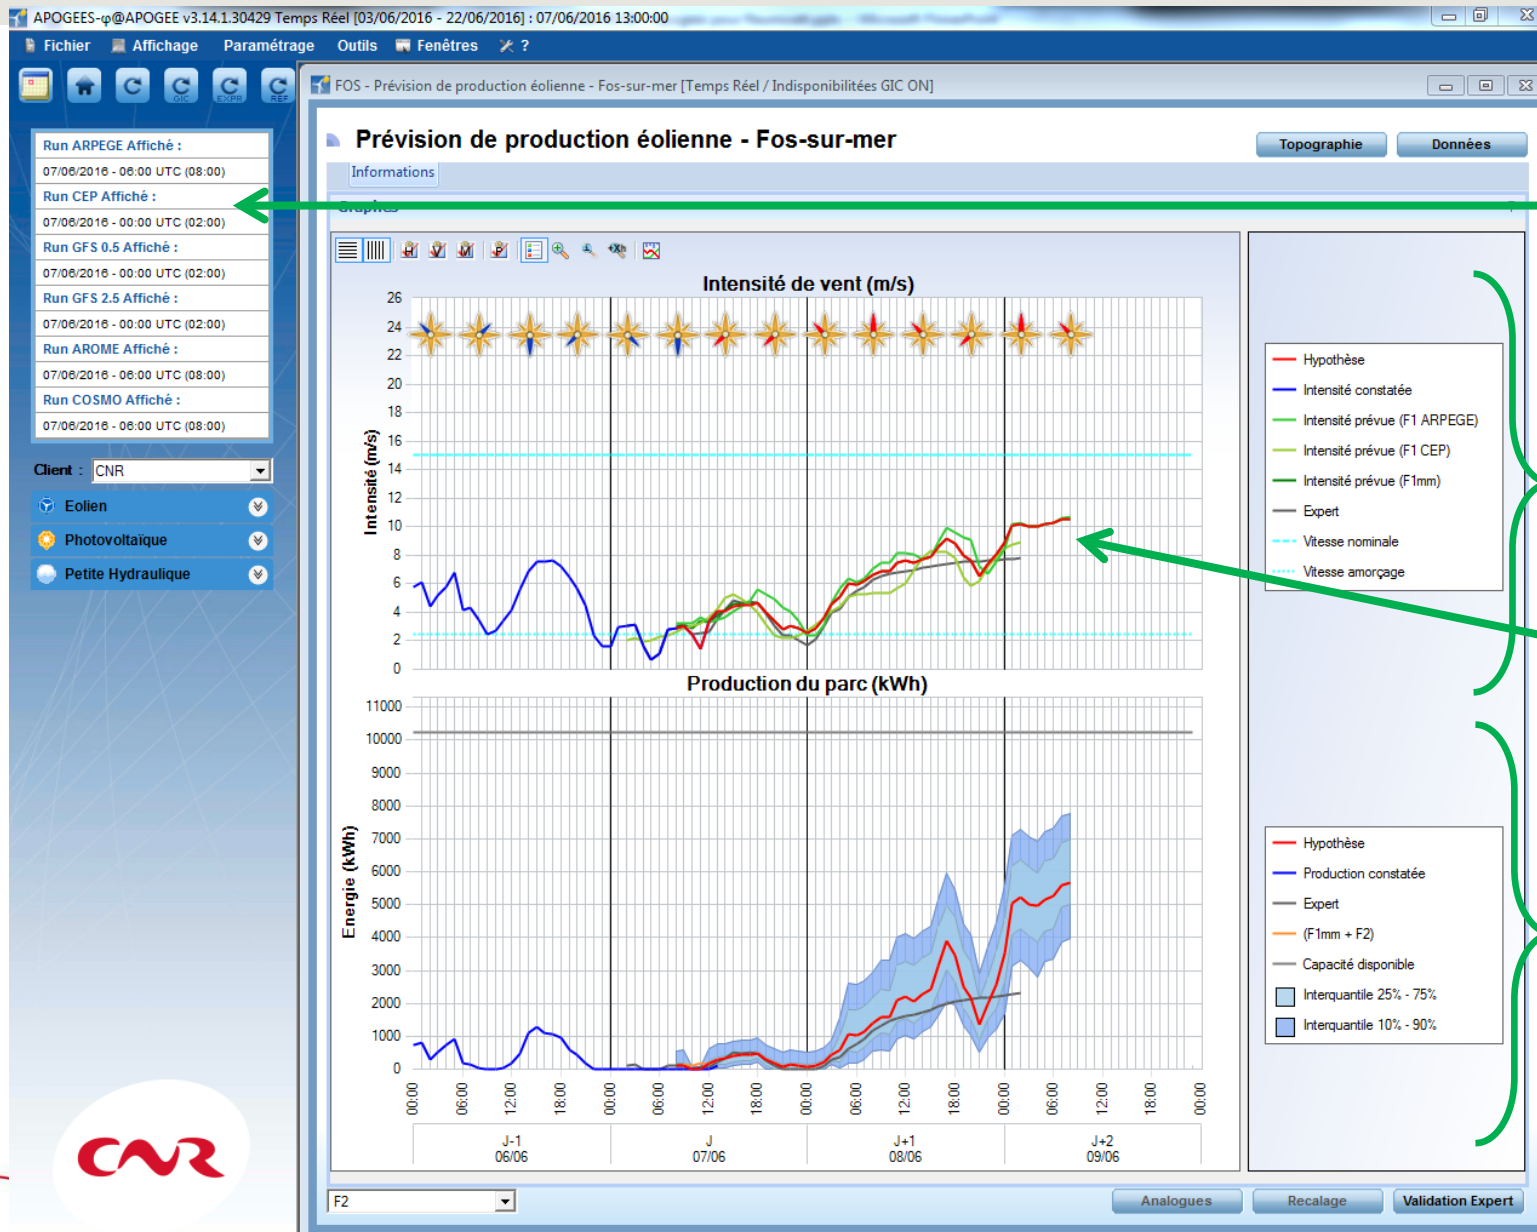 APOGEES-φ@APOGEE v3.14.1.30429 Temps Réel [03/06/2016 - 22/06/2016] : 07/06/2016 13:00:00
Fichier Affichage Paramétrage Outils Fenêtres ?
GIC EXPR REF
FOS - Prévision de production éolienne - Fos-sur-mer [Temps Réel / Indisponibilitées GIC ON]
Run ARPEGE Affiché :
07/06/2016 - 06:00 UTC (08:00)
Run CEP Affiché :
07/06/2016 - 00:00 UTC (02:00)
Run GFS 0.5 Affiché :
07/06/2016 - 00:00 UTC (02:00)
Run GFS 2.5 Affiché :
07/06/2016 - 00:00 UTC (02:00)
Run AROME Affiché :
07/06/2016 - 06:00 UTC (08:00)
Run COSMO Affiché :
07/06/2016 - 06:00 UTC (08:00)
Client : CNR
Eolien
Photovoltaïque
Petite Hydraulique
CNR
Prévision de production éolienne - Fos-sur-mer
Topographie Données
Informations
Graphes
H V M P +Xh
Intensité de vent (m/s)
Intensité (m/s)
26
24
22
20
18
16
14
12
10
8
6
4
2
0
Hypothèse
Intensité constatée
Intensité prévue (F1 ARPEGE)
Intensité prévue (F1 CEP)
Intensité prévue (F1mm)
Expert
Vitesse nominale
Vitesse amorçage
Production du parc (kWh)
Energie (kWh)
11000
10000
9000
8000
7000
6000
5000
4000
3000
2000
1000
0
Hypothèse
Production constatée
Expert
(F1mm + F2)
Capacité disponible
Interquantile 25% - 75%
Interquantile 10% - 90%
00:00 06:00 12:00 18:00 00:00 06:00 12:00 18:00 00:00 06:00 12:00 18:00 00:00 06:00 12:00 18:00 00:00
J-1 J J+1 J+2
06/06 07/06 08/06 09/06
F2
Analogues Recalage Validation Expert